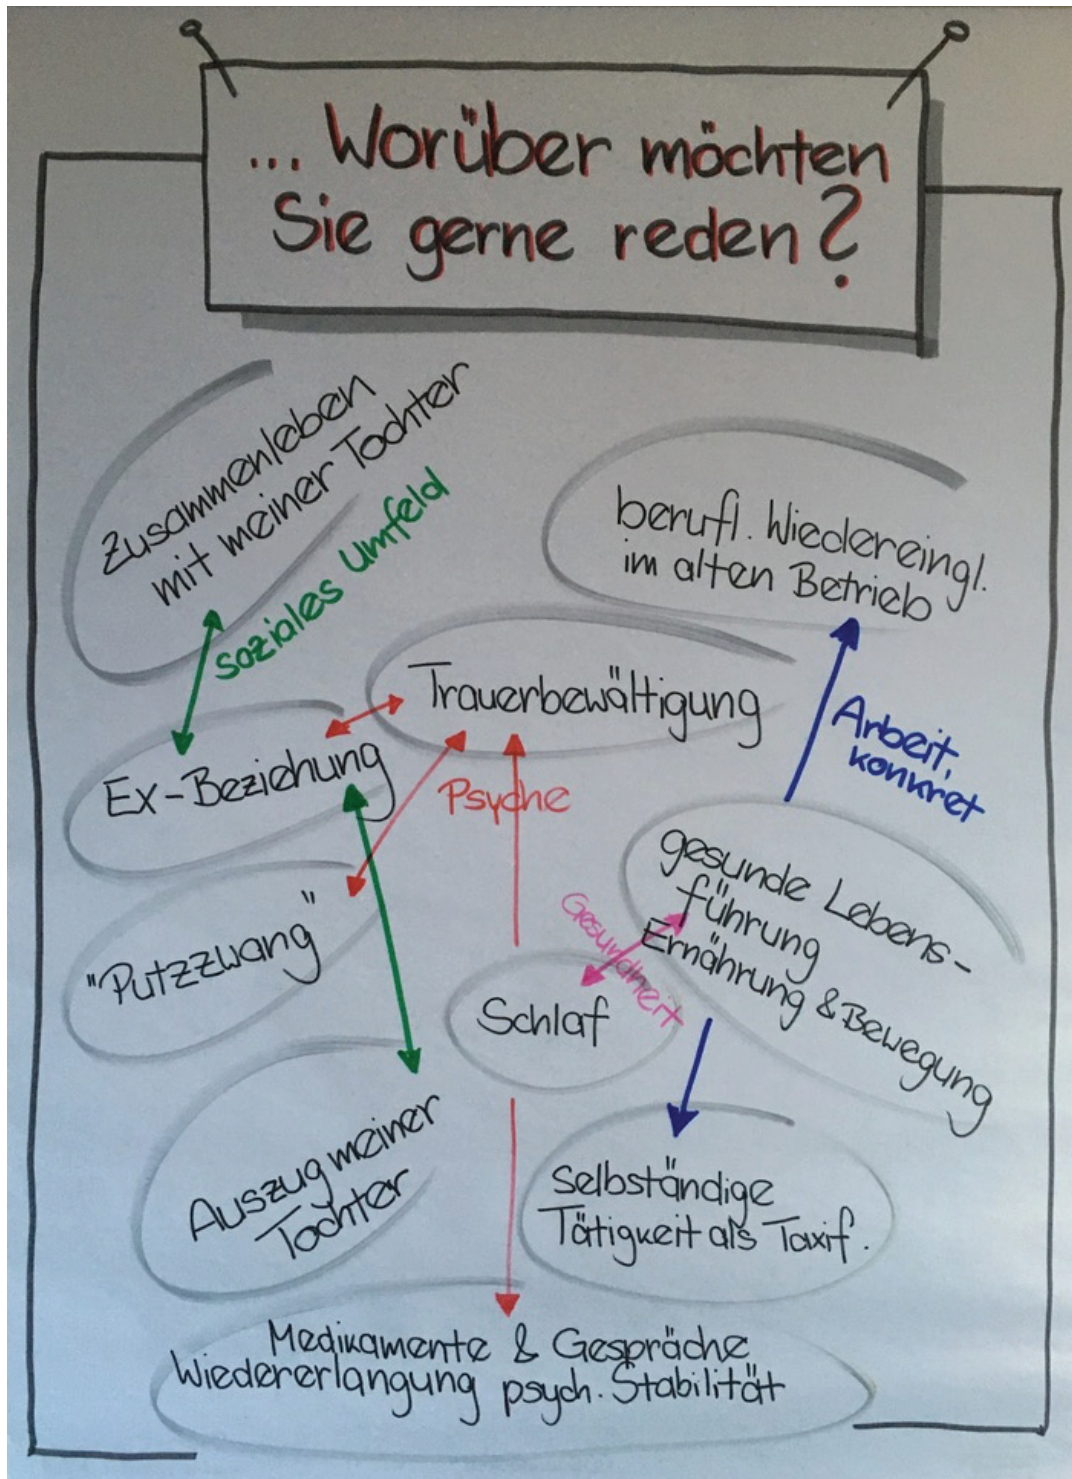 ... Worüber möchten
Sie gerne reden?
Zusammenleben
mit meiner Tochter
soziales Umfeld
berufl. Wiedereingl.
im alten Betrieb
Trauerbewältigung
Ex-Beziehung
Psyche
Arbeit,
konkret
"Putzzwang"
gesunde Lebens-
führung
Ernährung & Bewegung
Gesundheit
Schlaf
Auszug meiner
Tochter
Selbständige
Tätigkeit als Taxif.
Medikamente & Gespräche
Wiedererlangung psych. Stabilität